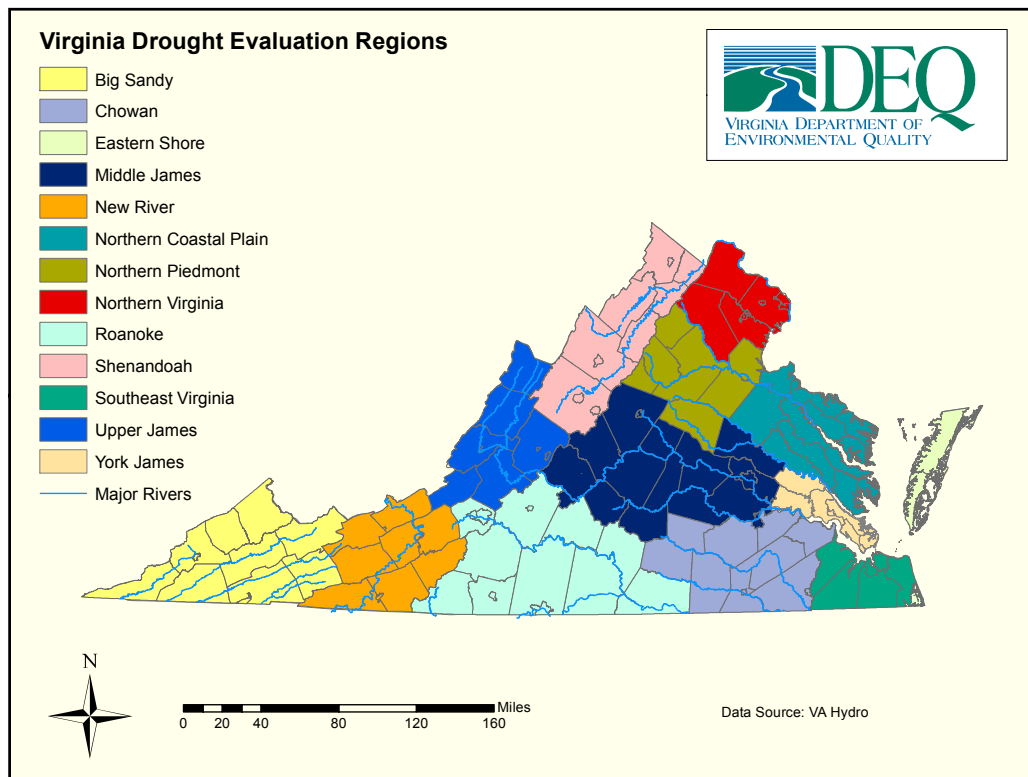 Virginia Drought Evaluation Regions
Big Sandy
Chowan
Eastern Shore
Middle James
New River
Northern Coastal Plain
Northern Piedmont
Northern Virginia
Roanoke
Shenandoah
Southeast Virginia
Upper James
York James
Major Rivers
DEQ
VIRGINIA DEPARTMENT OF
ENVIRONMENTAL QUALITY
N
Miles
0 20 40 80 120 160
Data Source: VA Hydro